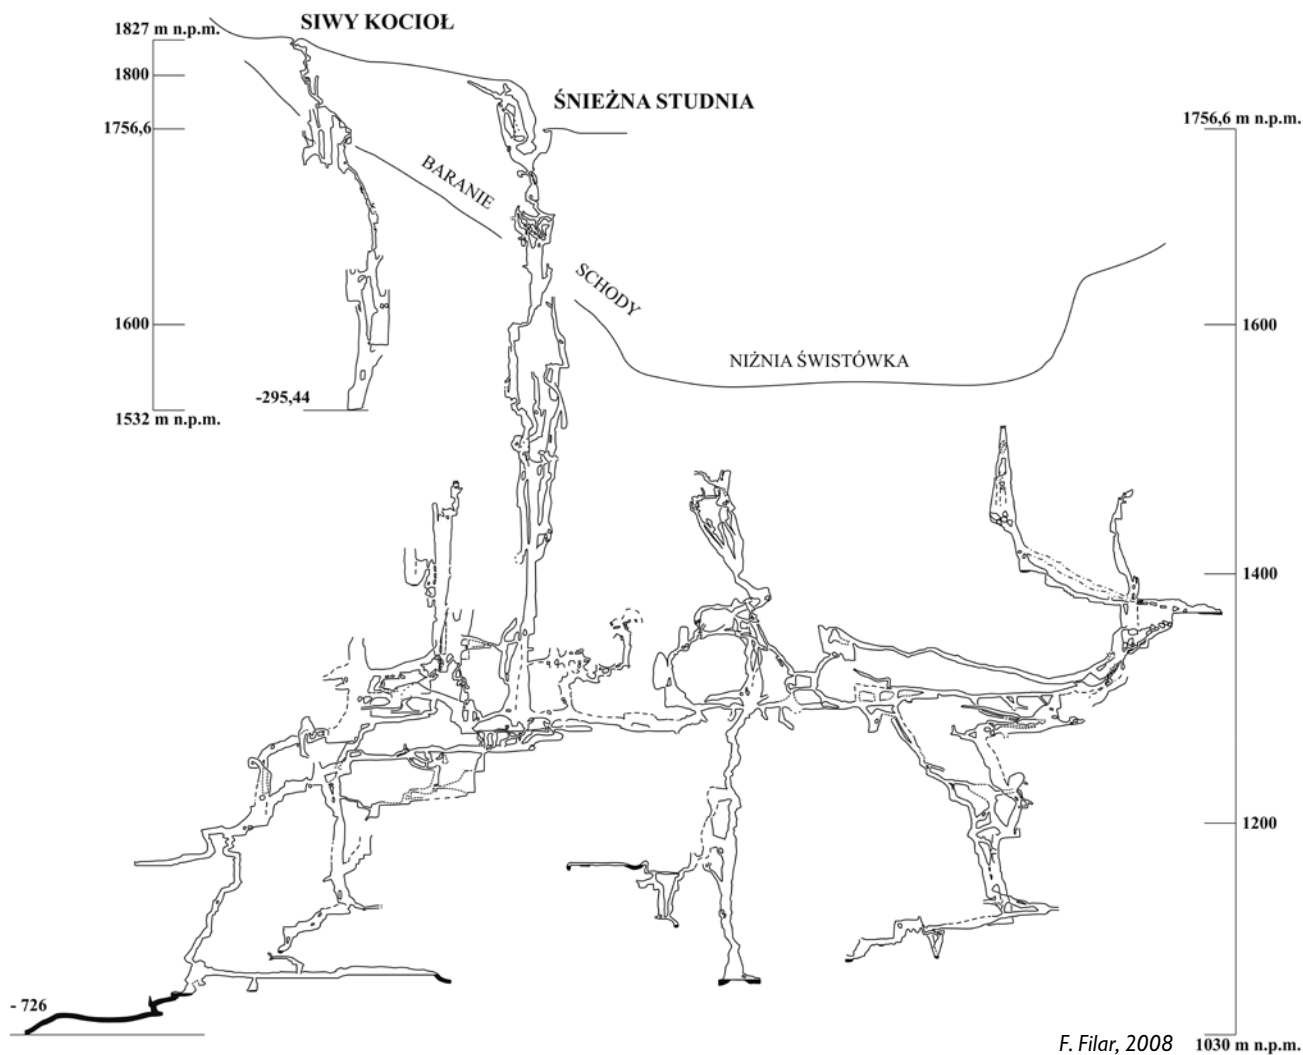 SIWY KOCIOŁ
1827 m n.p.m.
1800
ŚNIEŻNA STUDNIA
1756,6
1756,6 m n.p.m.
BARANIE
SCHODY
1600
1600
NIŻNIA ŚWISTÓWKA
-295,44
1532 m n.p.m.
1400
1200
- 726
F. Filar, 2008
1030 m n.p.m.